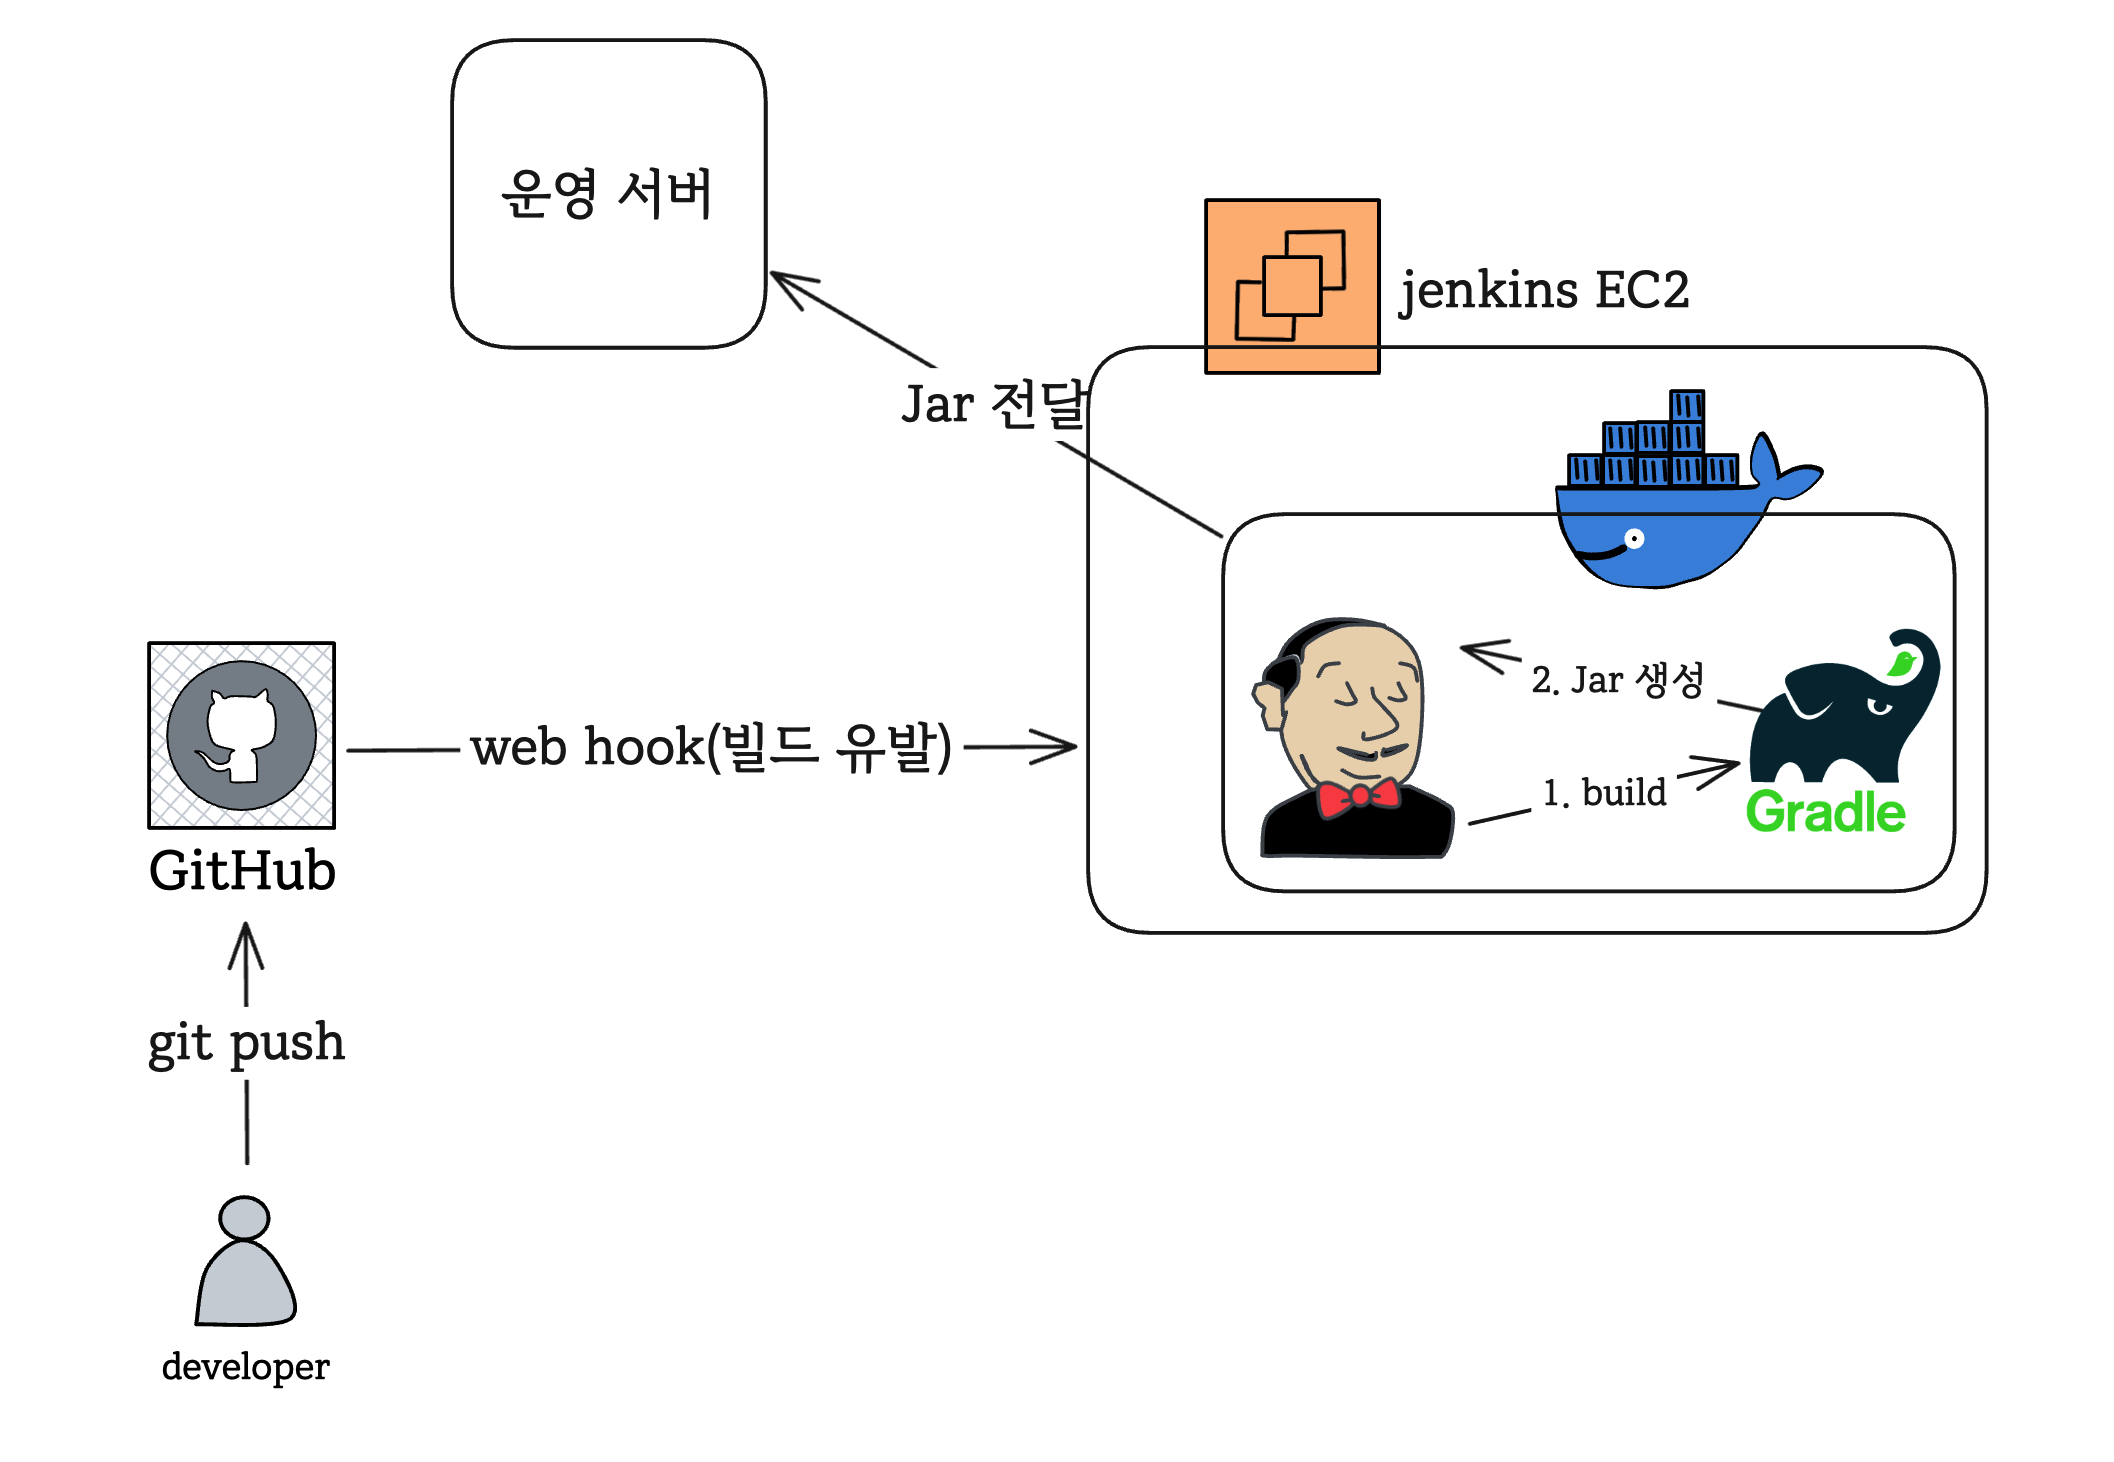 운영 서버
jenkins EC2
Jar 전달
2. Jar 생성
1. build
Gradle
web hook(빌드 유발)
GitHub
git push
developer